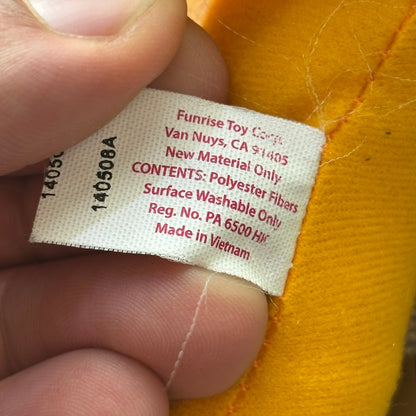 Funrise Toy Corp.
Van Nuys, CA 91405
New Material Only
CONTENTS: Polyester Fibers
Surface Washable Only
Reg. No. PA 6500 HK
Made in Vietnam
140508A
1405